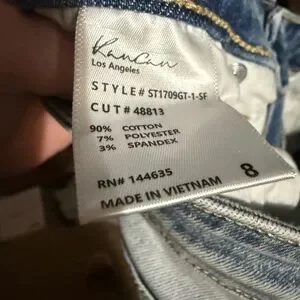 KanCan
Los Angeles
STYLE# ST1709GT-1-SF
CUT# 48813
90% COTTON
7% POLYESTER
3% SPANDEX
8
RN# 144635
MADE IN VIETNAM